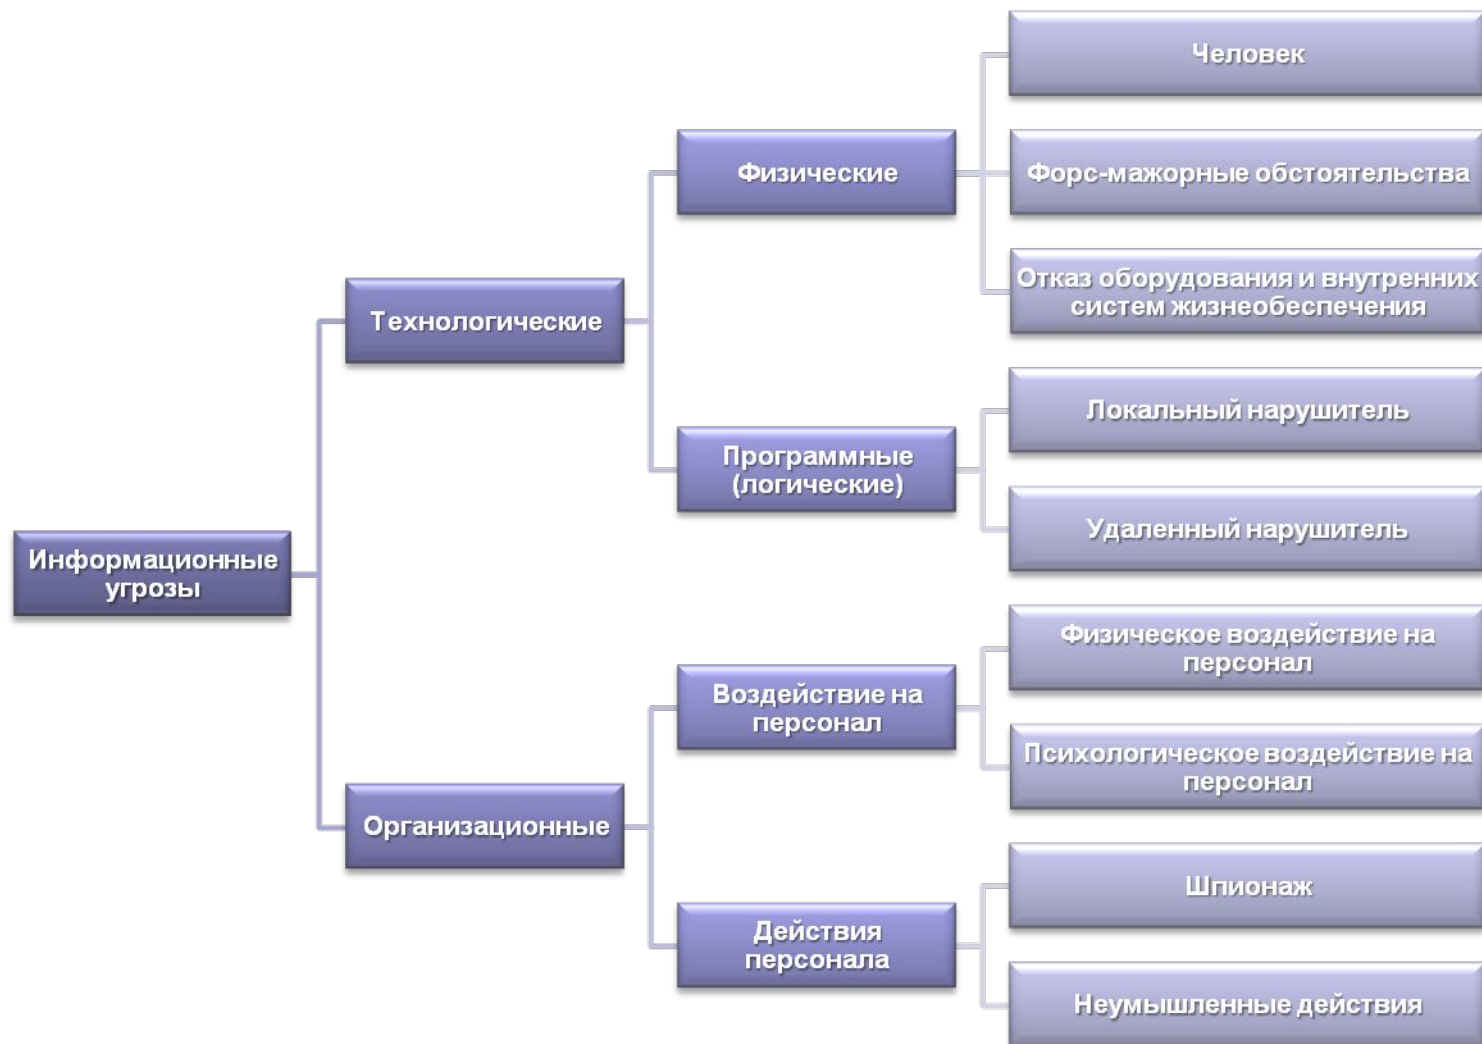 Человек
Физические
Форс-мажорные обстоятельства
Отказ оборудования и внутренних
систем жизнеобеспечения
Технологические
Локальный нарушитель
Программные
(логические)
Удаленный нарушитель
Информационные
угрозы
Физическое воздействие на
персонал
Воздействие на
персонал
Психологическое воздействие на
персонал
Организационные
Шпионаж
Действия
персонала
Неумышленные действия